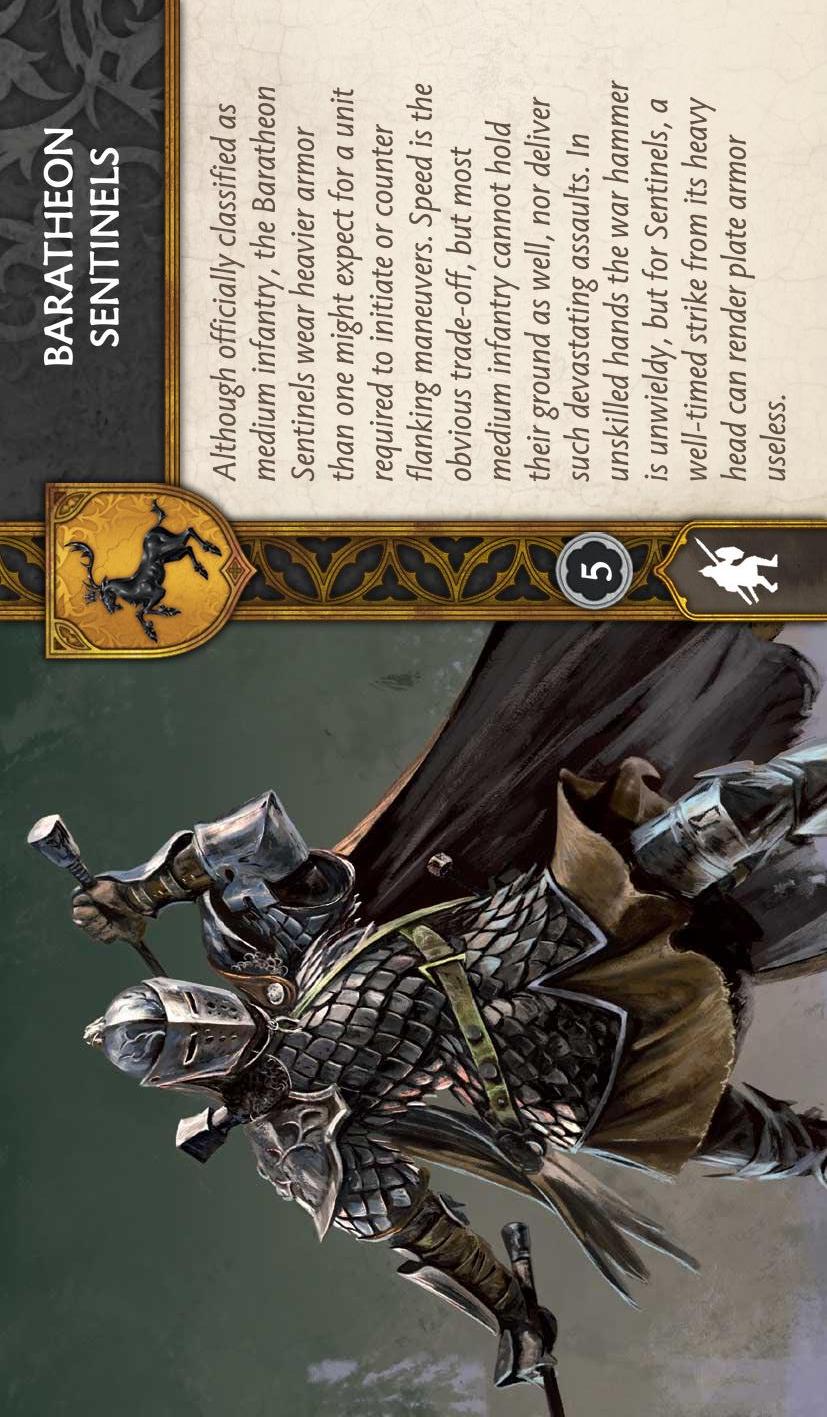 BARATHEON
SENTINELS
Although officially classified as
medium infantry, the Baratheon
Sentinels wear heavier armor
than one might expect for a unit
required to initiate or counter
flanking maneuvers. Speed is the
obvious trade-off, but most
medium infantry cannot hold
their ground as well, nor deliver
such devastating assaults. In
unskilled hands the war hammer
is unwieldy, but for Sentinels, a
well-timed strike from its heavy
head can render plate armor
useless.
5